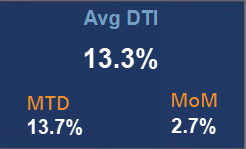 Avg DTI
13.3%
MTD MoM
13.7% 2.7%